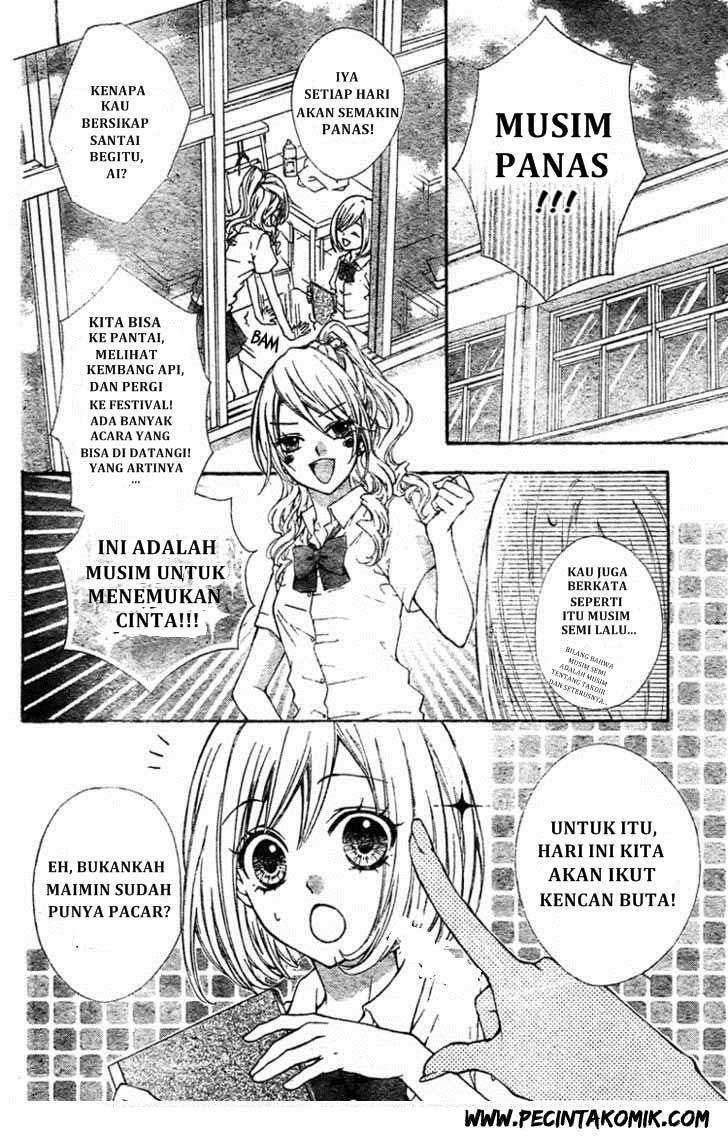 MUSIM
PANAS
!!!
IYA
SETIAP HARI
AKAN SEMAKIN
PANAS!
KENAPA
KAU
BERSIKAP
SANTAI
BEGITU,
AI?
BAM
KITA BISA
KE PANTAI,
MELIHAT
KEMBANG API,
DAN PERGI
KE FESTIVAL!
ADA BANYAK
ACARA YANG
BISA DI DATANGI!
YANG ARTINYA
...
INI ADALAH
MUSIM UNTUK
MENEMUKAN
CINTA!!!
KAU JUGA
BERKATA
SEPERTI
ITU MUSIM
SEMI LALU...
BILANG BAHWA
MUSIM SEMI
ADALAH MUSIM
TENTANG TAKDIR
DAN SETERUSNYA..
UNTUK ITU,
HARI INI KITA
AKAN IKUT
KENCAN BUTA!
EH, BUKANKAH
MAIMIN SUDAH
PUNYA PACAR?
WWW.PECINTAKOMIK.COM